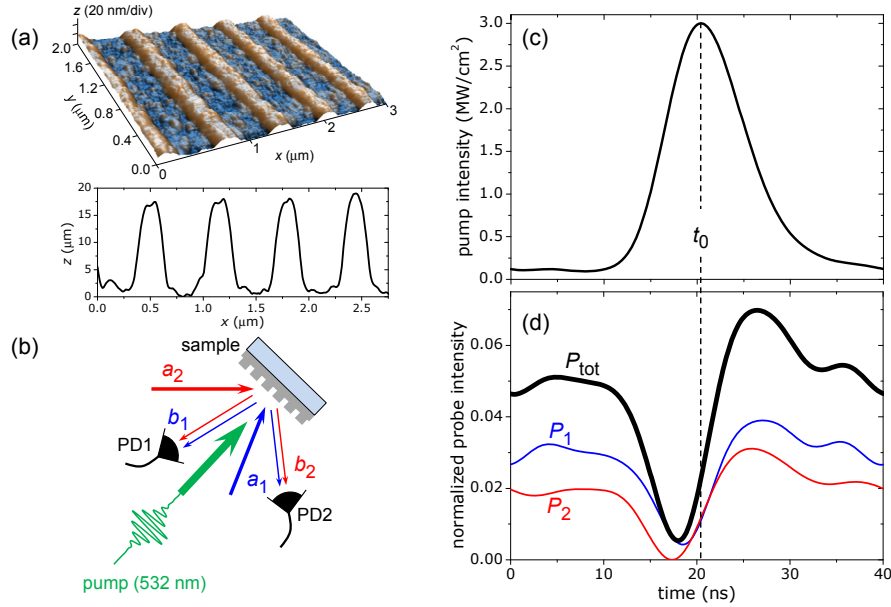 (a)
z (20 nm/div)
2.0
1.6
1.2
0.8
0.4
0.0
y (μm)
0
1
2
3
x (μm)
20
15
10
5
0
z (μm)
0.0 0.5 1.0 1.5 2.0 2.5
x (μm)
(b)
sample
a2
b1
PD1
a1
b2
PD2
pump (532 nm)
(c)
3.0
2.5
2.0
1.5
1.0
0.5
0.0
pump intensity (MW/cm²)
t0
(d)
0.06
0.04
0.02
0.00
normalized probe intensity
Ptot
P1
P2
0 10 20 30 40
time (ns)